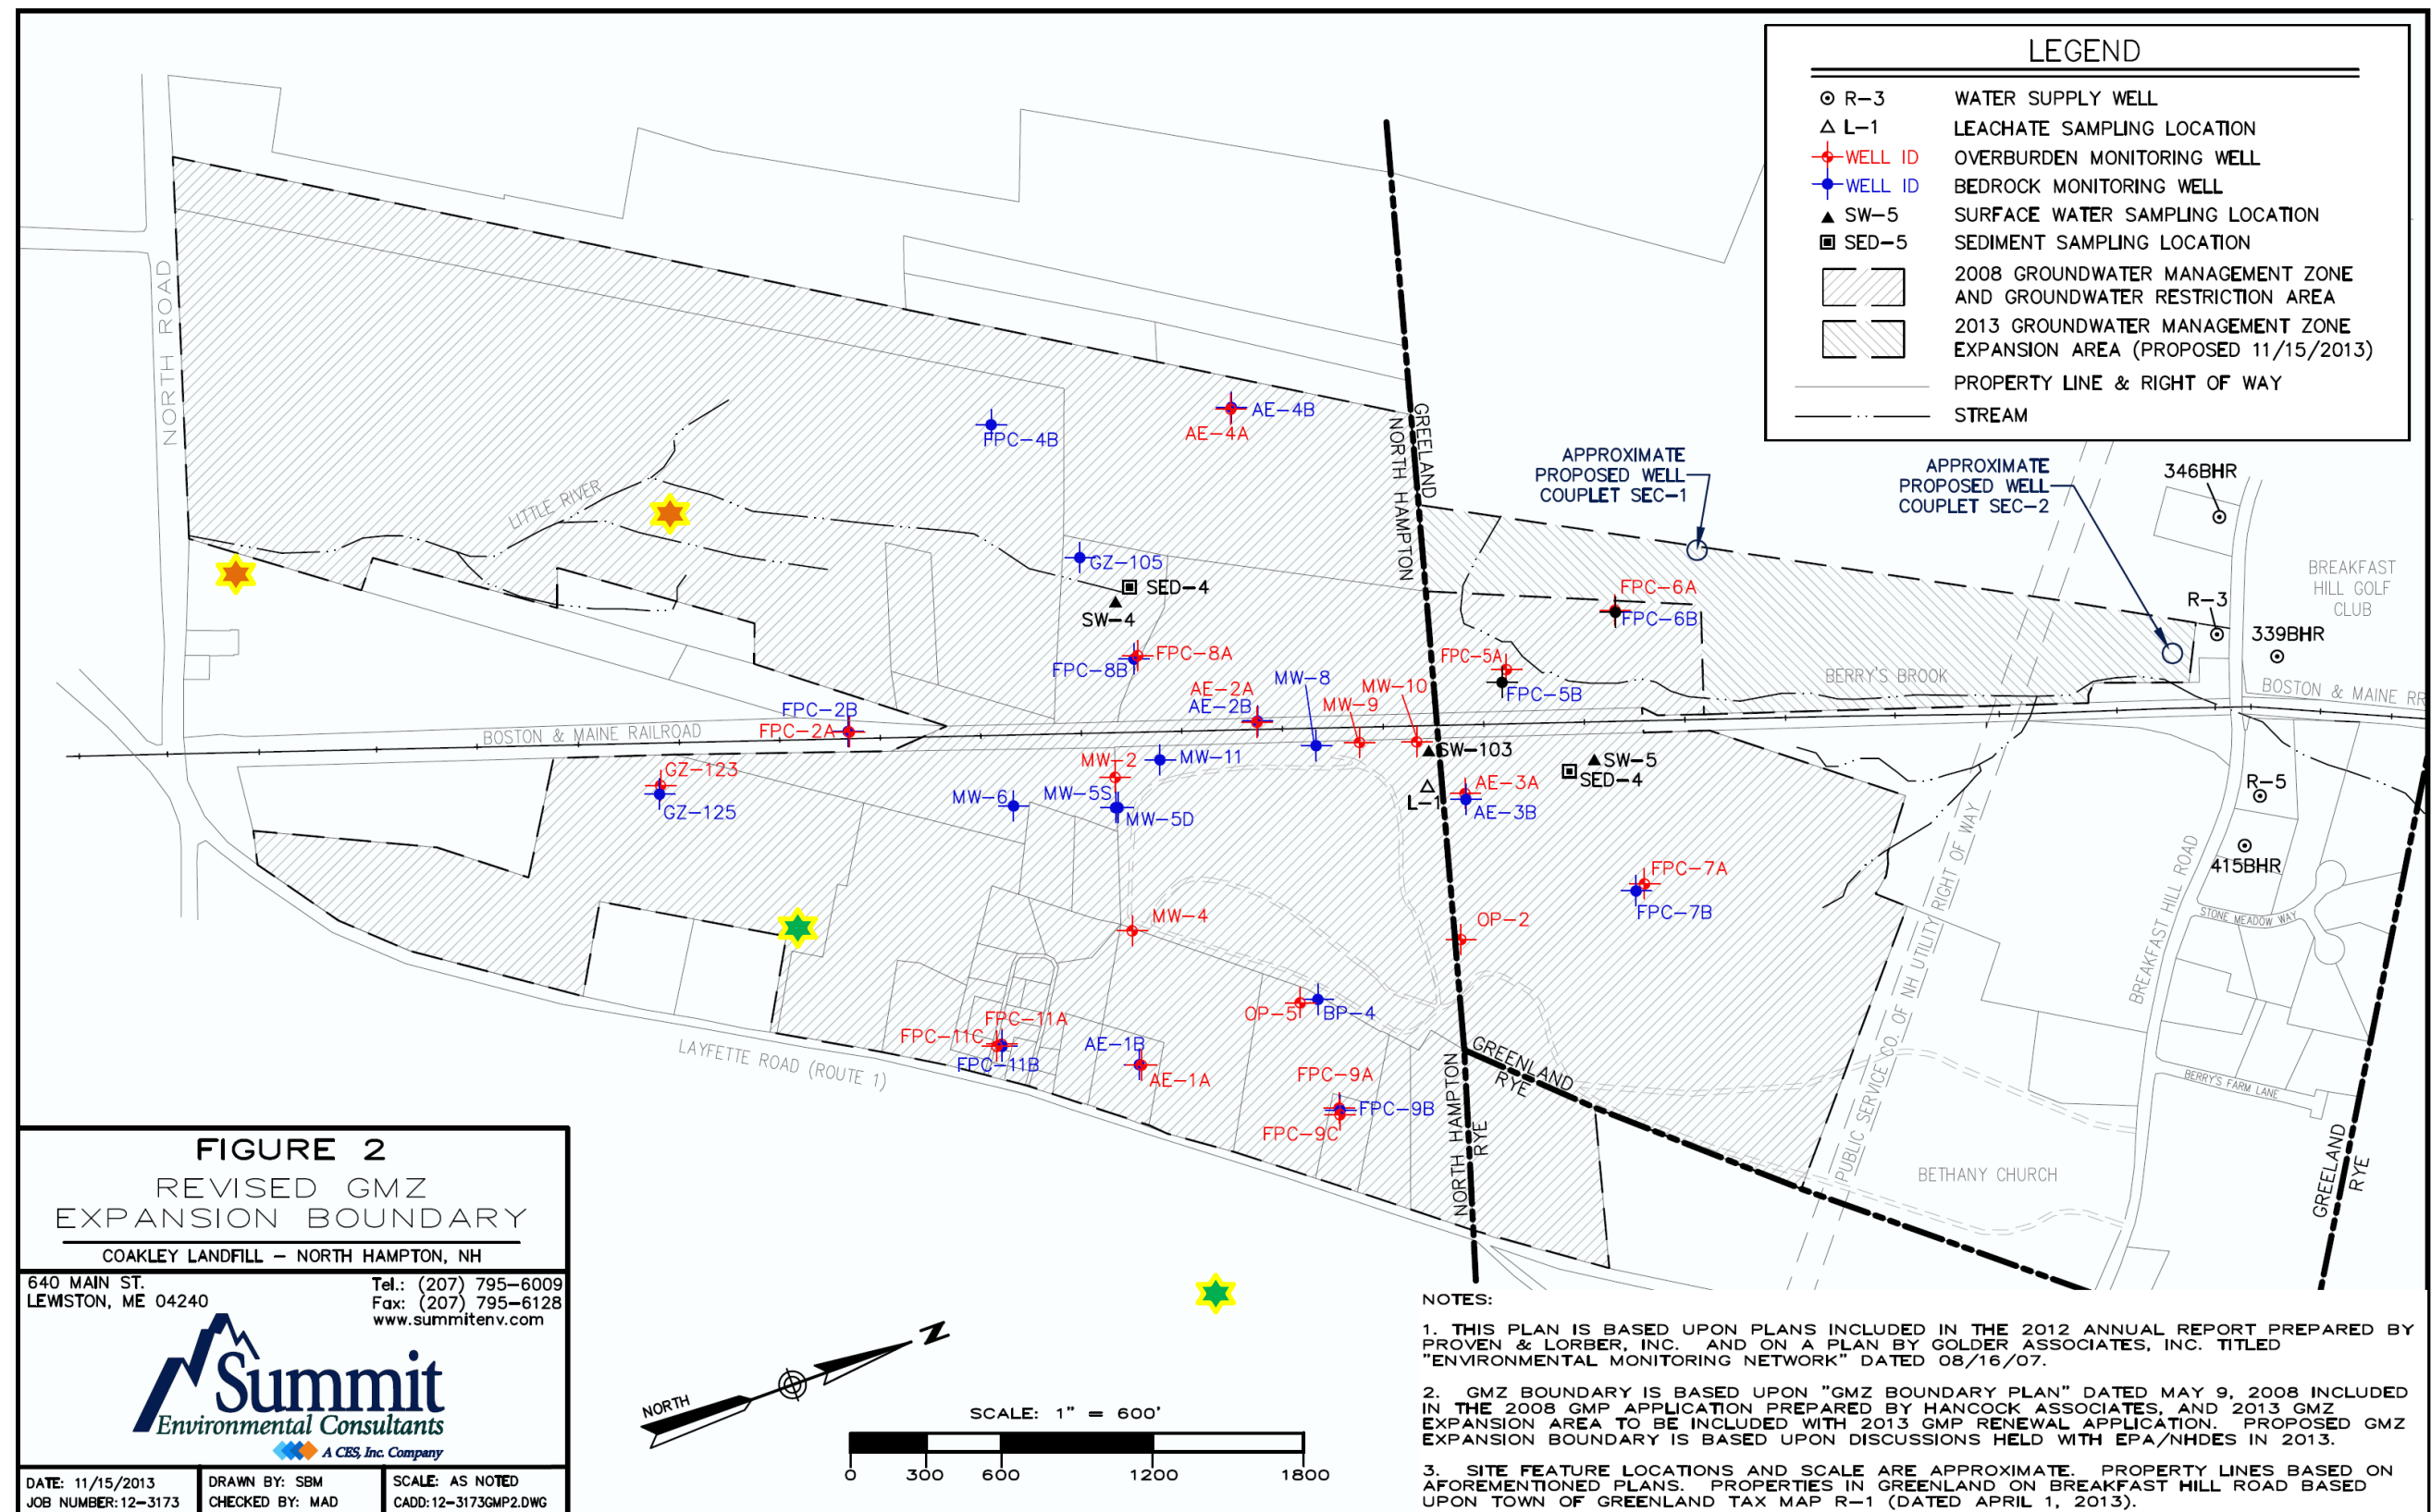 LEGEND
R-3 WATER SUPPLY WELL
L-1 LEACHATE SAMPLING LOCATION
WELL ID OVERBURDEN MONITORING WELL
WELL ID BEDROCK MONITORING WELL
SW-5 SURFACE WATER SAMPLING LOCATION
SED-5 SEDIMENT SAMPLING LOCATION
2008 GROUNDWATER MANAGEMENT ZONE
AND GROUNDWATER RESTRICTION AREA
2013 GROUNDWATER MANAGEMENT ZONE
EXPANSION AREA (PROPOSED 11/15/2013)
PROPERTY LINE & RIGHT OF WAY
STREAM
NORTH ROAD
LITTLE RIVER
FPC-4B
AE-4B
AE-4A
GREELAND
NORTH HAMPTON
APPROXIMATE
PROPOSED WELL
COUPLET SEC-1
APPROXIMATE
PROPOSED WELL
COUPLET SEC-2
346BHR
BREAKFAST
HILL GOLF
CLUB
R-3
339BHR
GZ-105
SED-4
SW-4
FPC-6A
FPC-6B
FPC-8A
FPC-8B
FPC-5A
FPC-5B
BERRY'S BROOK
BOSTON & MAINE RR
AE-2A
AE-2B
MW-8
MW-9
MW-10
FPC-2B
FPC-2A
BOSTON & MAINE RAILROAD
SW-103
SW-5
SED-4
L-1
AE-3A
AE-3B
GZ-123
GZ-125
MW-2
MW-11
MW-6
MW-5S
MW-5D
R-5
415BHR
STONE MEADOW WAY
BREAKFAST HILL ROAD
PUBLIC SERVICE CO. OF NH UTILITY RIGHT OF WAY
FPC-7A
FPC-7B
OP-2
MW-4
OP-5
BP-4
FPC-11A
FPC-11C
FPC-11B
AE-1B
AE-1A
FPC-9A
FPC-9B
FPC-9C
GREENLAND
RYE
NORTH HAMPTON
RYE
BERRY'S FARM LANE
BETHANY CHURCH
GREELAND
RYE
LAYFETTE ROAD (ROUTE 1)
FIGURE 2
REVISED GMZ
EXPANSION BOUNDARY
COAKLEY LANDFILL – NORTH HAMPTON, NH
640 MAIN ST.
LEWISTON, ME 04240
Tel.: (207) 795-6009
Fax: (207) 795-6128
www.summitenv.com
Summit
Environmental Consultants
A CES, Inc. Company
DATE: 11/15/2013
JOB NUMBER: 12-3173
DRAWN BY: SBM
CHECKED BY: MAD
SCALE: AS NOTED
CADD: 12-3173GMP2.DWG
NORTH
N
SCALE: 1" = 600'
0 300 600 1200 1800
NOTES:
1. THIS PLAN IS BASED UPON PLANS INCLUDED IN THE 2012 ANNUAL REPORT PREPARED BY
PROVEN & LORBER, INC. AND ON A PLAN BY GOLDER ASSOCIATES, INC. TITLED
"ENVIRONMENTAL MONITORING NETWORK" DATED 08/16/07.
2. GMZ BOUNDARY IS BASED UPON "GMZ BOUNDARY PLAN" DATED MAY 9, 2008 INCLUDED
IN THE 2008 GMP APPLICATION PREPARED BY HANCOCK ASSOCIATES, AND 2013 GMZ
EXPANSION AREA TO BE INCLUDED WITH 2013 GMP RENEWAL APPLICATION. PROPOSED GMZ
EXPANSION BOUNDARY IS BASED UPON DISCUSSIONS HELD WITH EPA/NHDES IN 2013.
3. SITE FEATURE LOCATIONS AND SCALE ARE APPROXIMATE. PROPERTY LINES BASED ON
AFOREMENTIONED PLANS. PROPERTIES IN GREENLAND ON BREAKFAST HILL ROAD BASED
UPON TOWN OF GREENLAND TAX MAP R-1 (DATED APRIL 1, 2013).